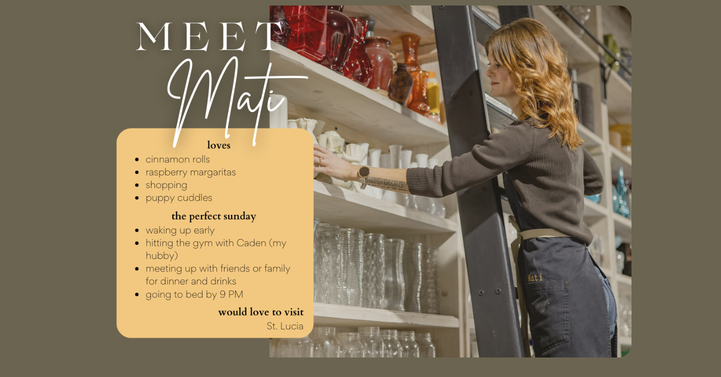 MEET
Mati
loves
cinnamon rolls
raspberry margaritas
shopping
puppy cuddles
the perfect sunday
waking up early
hitting the gym with Caden (my
hubby)
meeting up with friends or family
for dinner and drinks
going to bed by 9 PM
would love to visit
St. Lucia
Mati